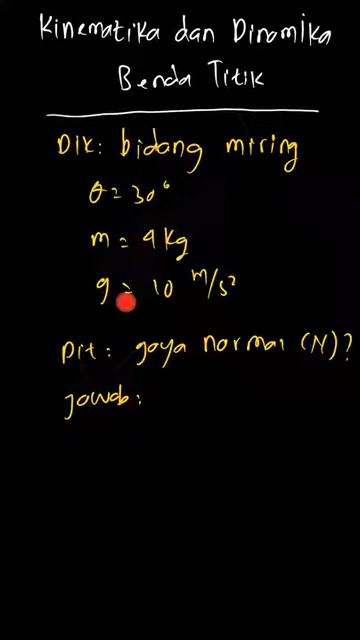 Kinematika dan Dinamika
Benda Titik
Dik: bidang miring
θ = 30°
m = 4 kg
g = 10 m/s²
Dit: gaya normal (N)?
jawab: